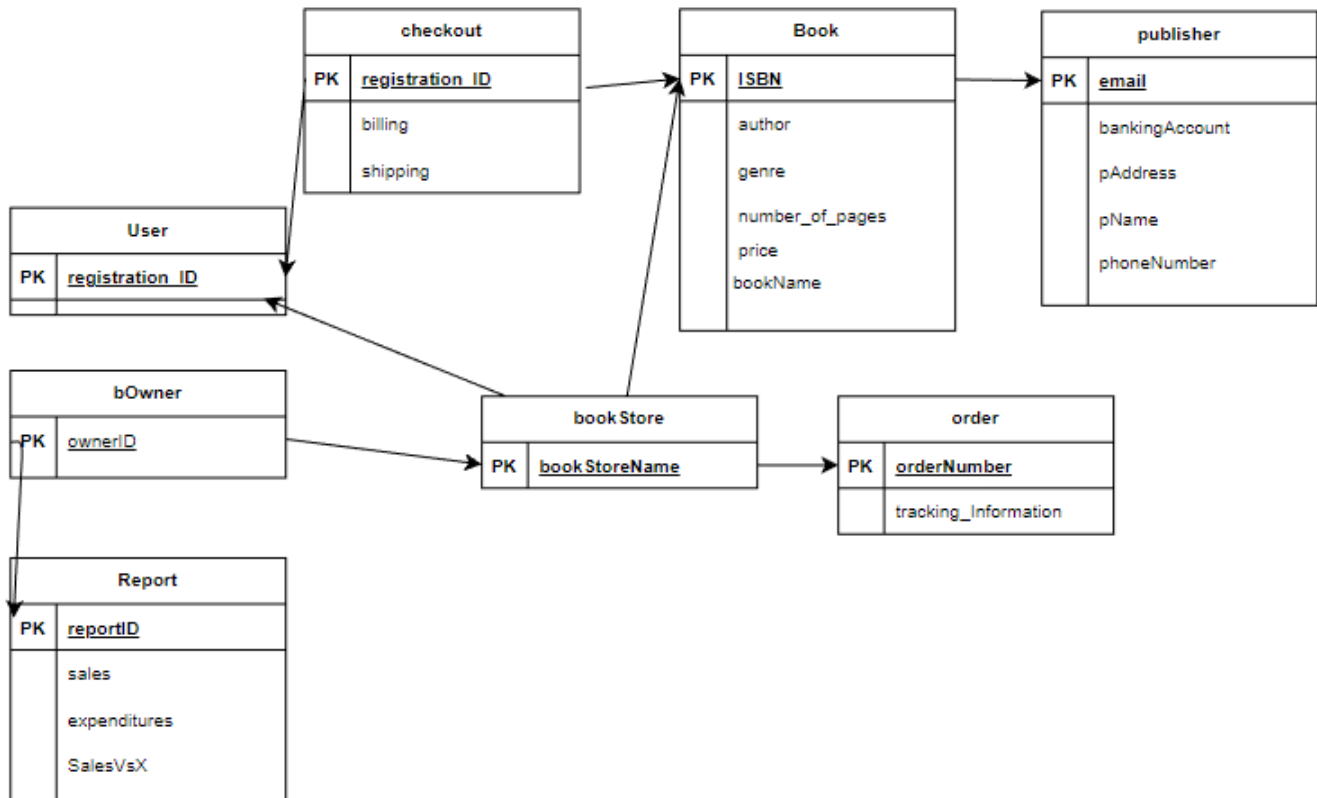 checkout
PK registration_ID
billing
shipping
Book
PK ISBN
author
genre
number_of_pages
price
bookName
publisher
PK email
bankingAccount
pAddress
pName
phoneNumber
User
PK registration_ID
bOwner
PK ownerID
bookStore
PK bookStoreName
order
PK orderNumber
tracking_Information
Report
PK reportID
sales
expenditures
SalesVsX